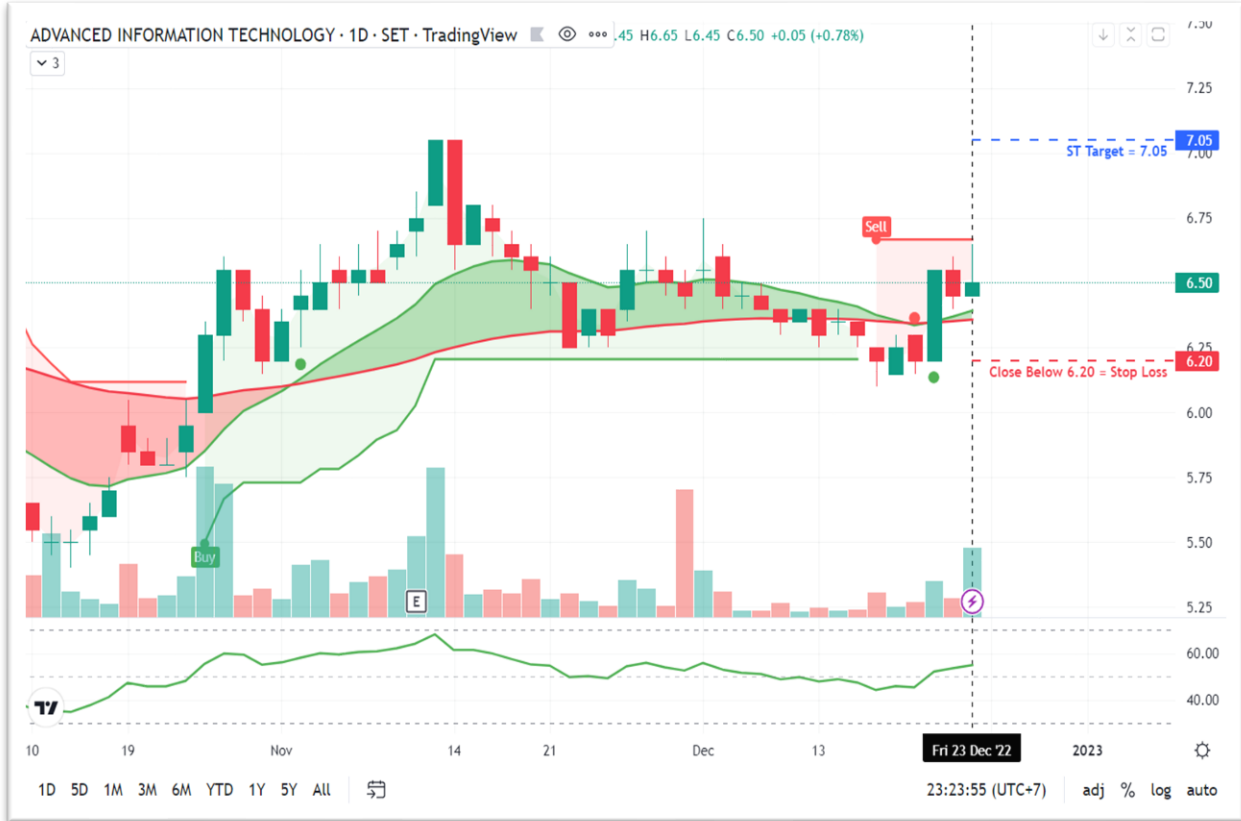 ADVANCED INFORMATION TECHNOLOGY · 1D · SET · TradingView ••• .45 H6.65 L6.45 C6.50 +0.05 (+0.78%)
3
7.50
7.25
7.05
ST Target = 7.05
7.00
6.75
Sell
6.50
6.25
6.20
Close Below 6.20 = Stop Loss
6.00
5.75
5.50
Buy
E
5.25
60.00
40.00
10 19 Nov 14 21 Dec 13 Fri 23 Dec '22 2023
1D 5D 1M 3M 6M YTD 1Y 5Y All 23:23:55 (UTC+7) adj % log auto